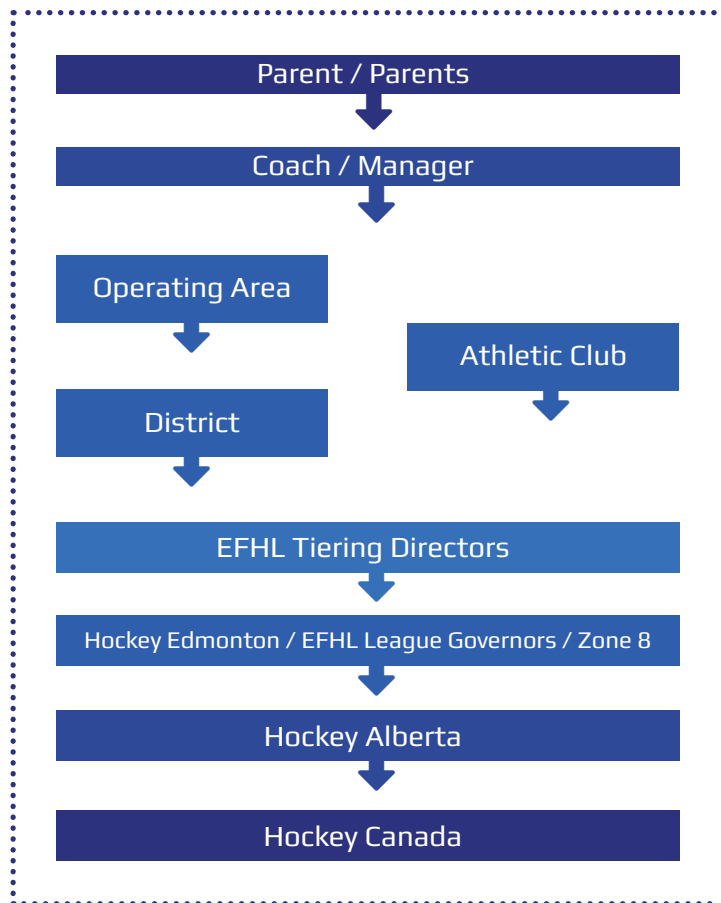 Parent / Parents
Coach / Manager
Operating Area
Athletic Club
District
EFHL Tiering Directors
Hockey Edmonton / EFHL League Governors / Zone 8
Hockey Alberta
Hockey Canada